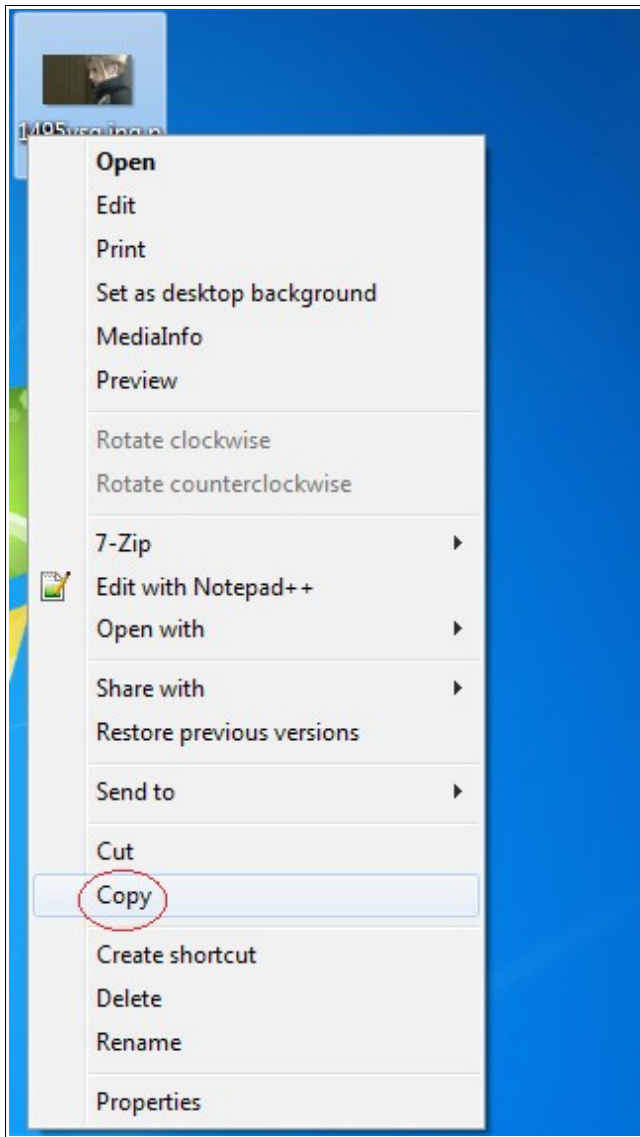 Open
Edit
Print
Set as desktop background
MediaInfo
Preview
Rotate clockwise
Rotate counterclockwise
7-Zip
Edit with Notepad++
Open with
Share with
Restore previous versions
Send to
Cut
Copy
Create shortcut
Delete
Rename
Properties